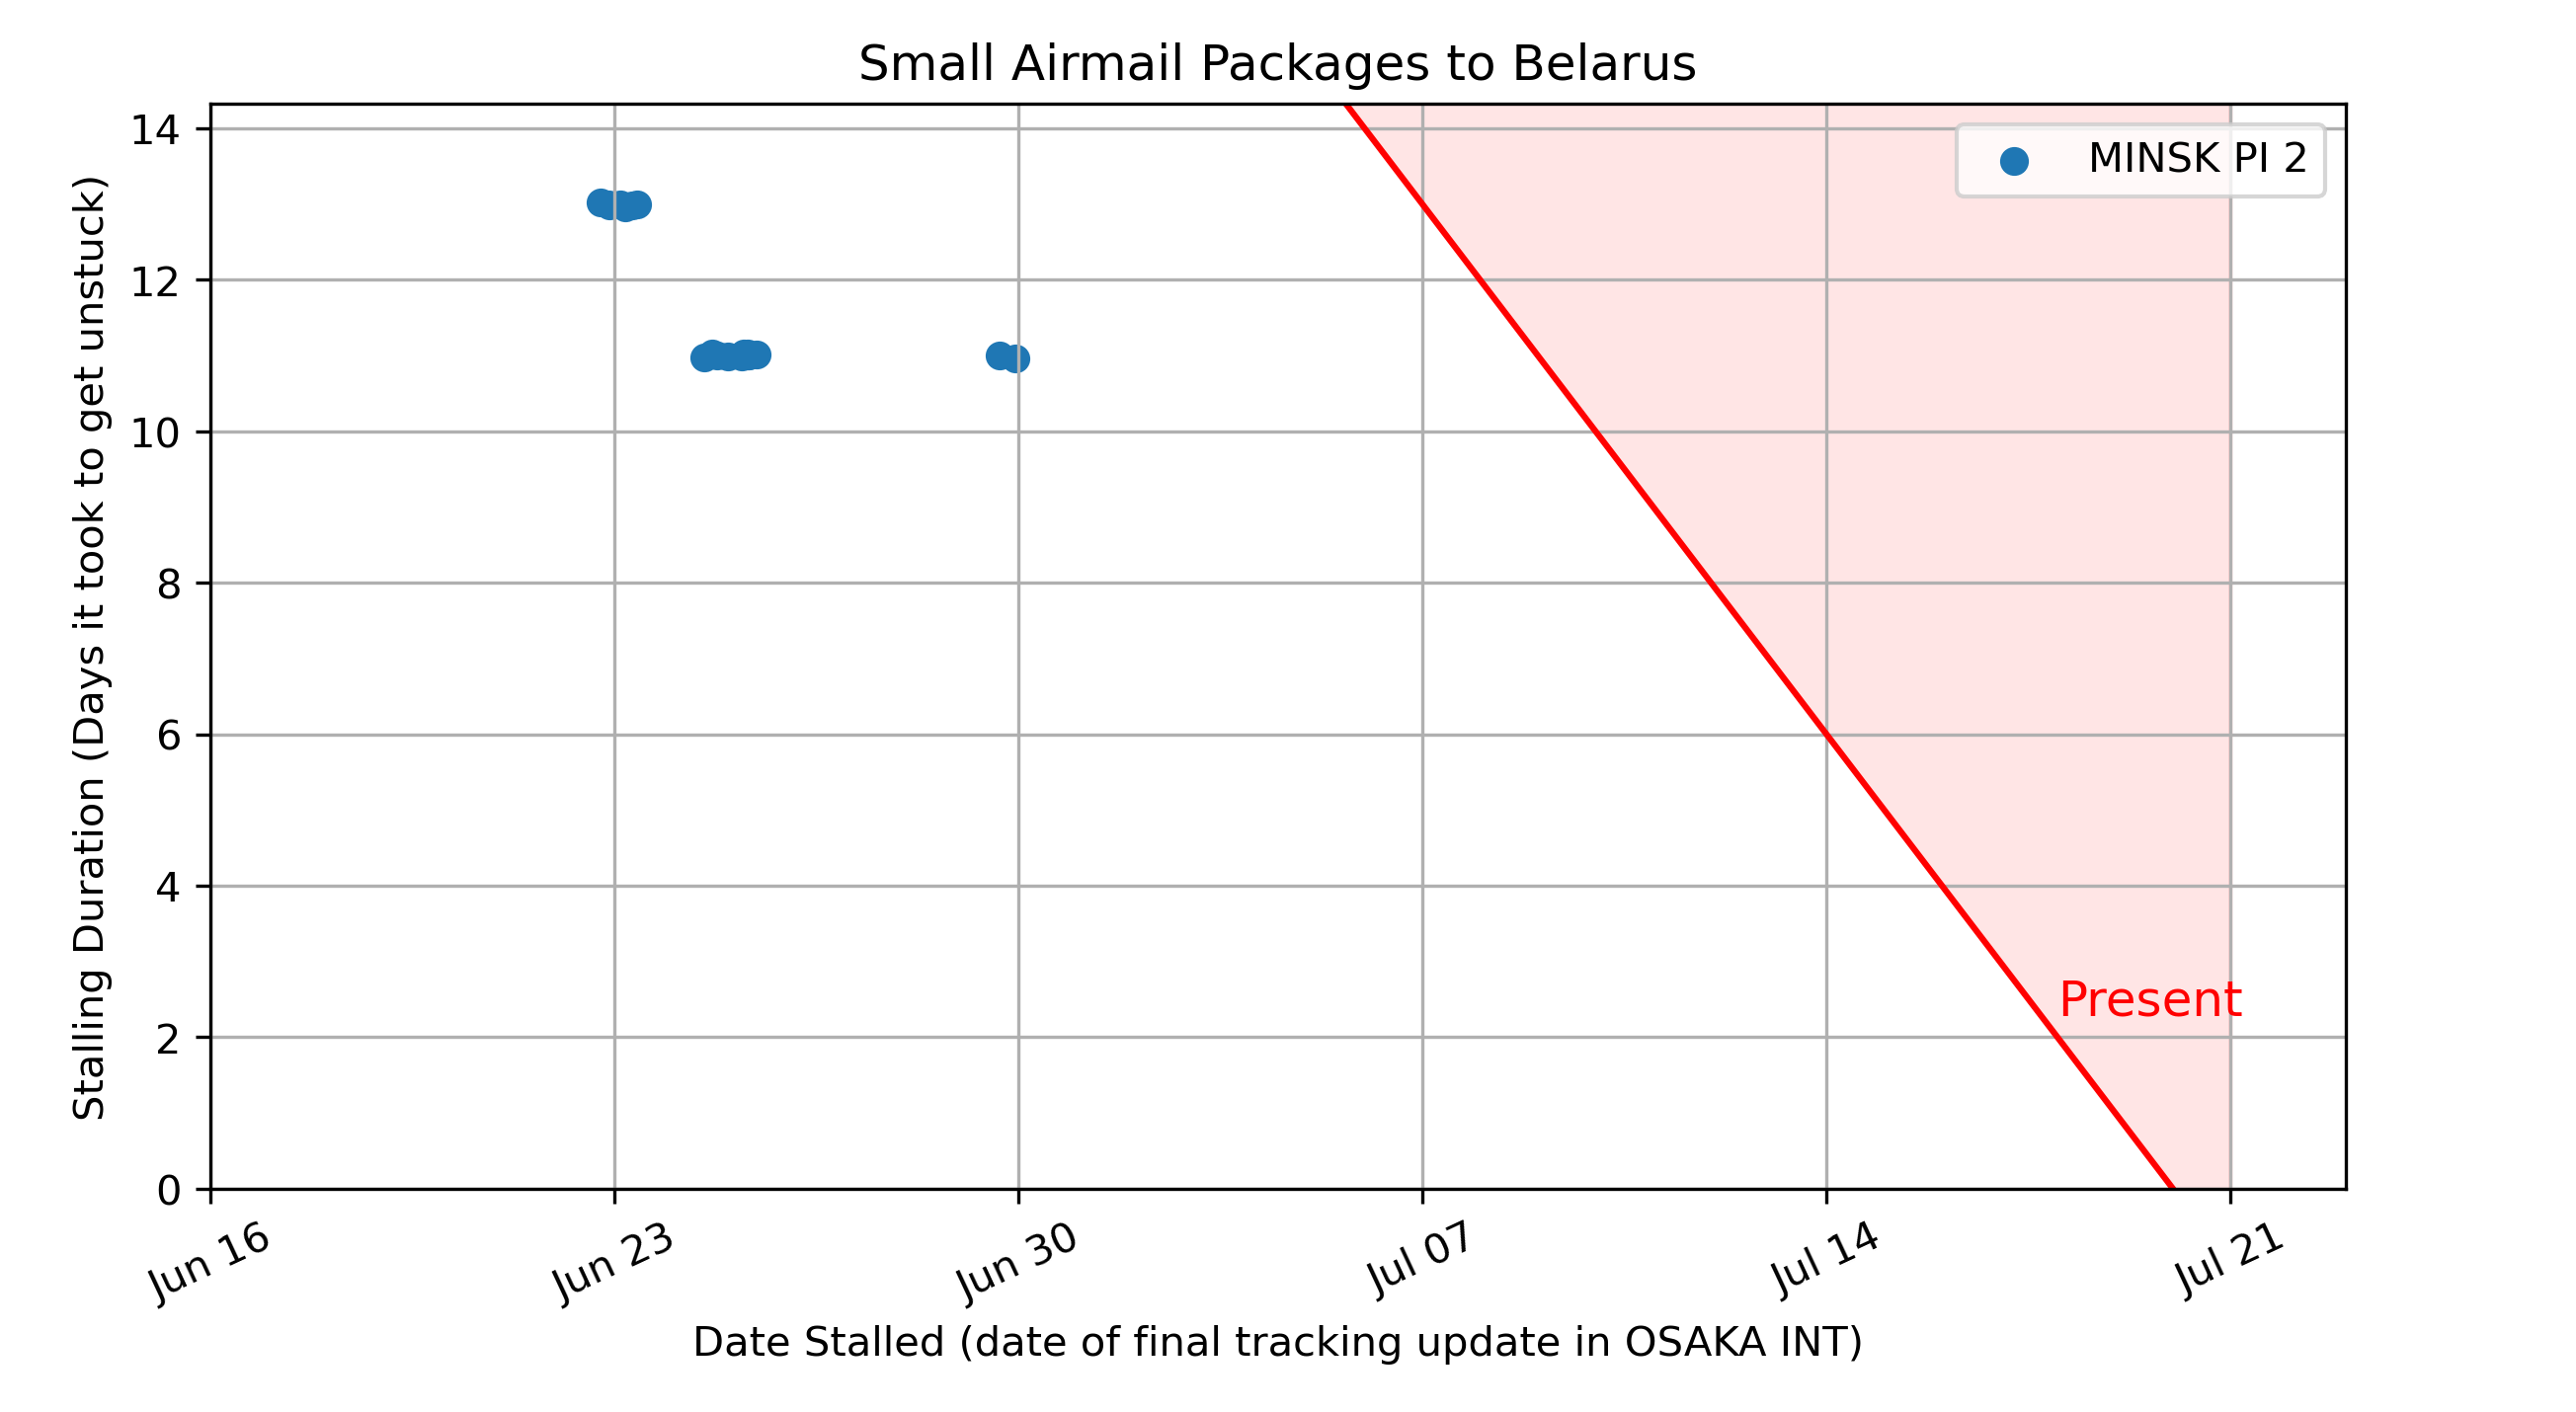 Small Airmail Packages to Belarus
Stalling Duration (Days it took to get unstuck)
14
12
10
8
6
4
2
0
MINSK PI 2
Present
Jun 16
Jun 23
Jun 30
Jul 07
Jul 14
Jul 21
Date Stalled (date of final tracking update in OSAKA INT)